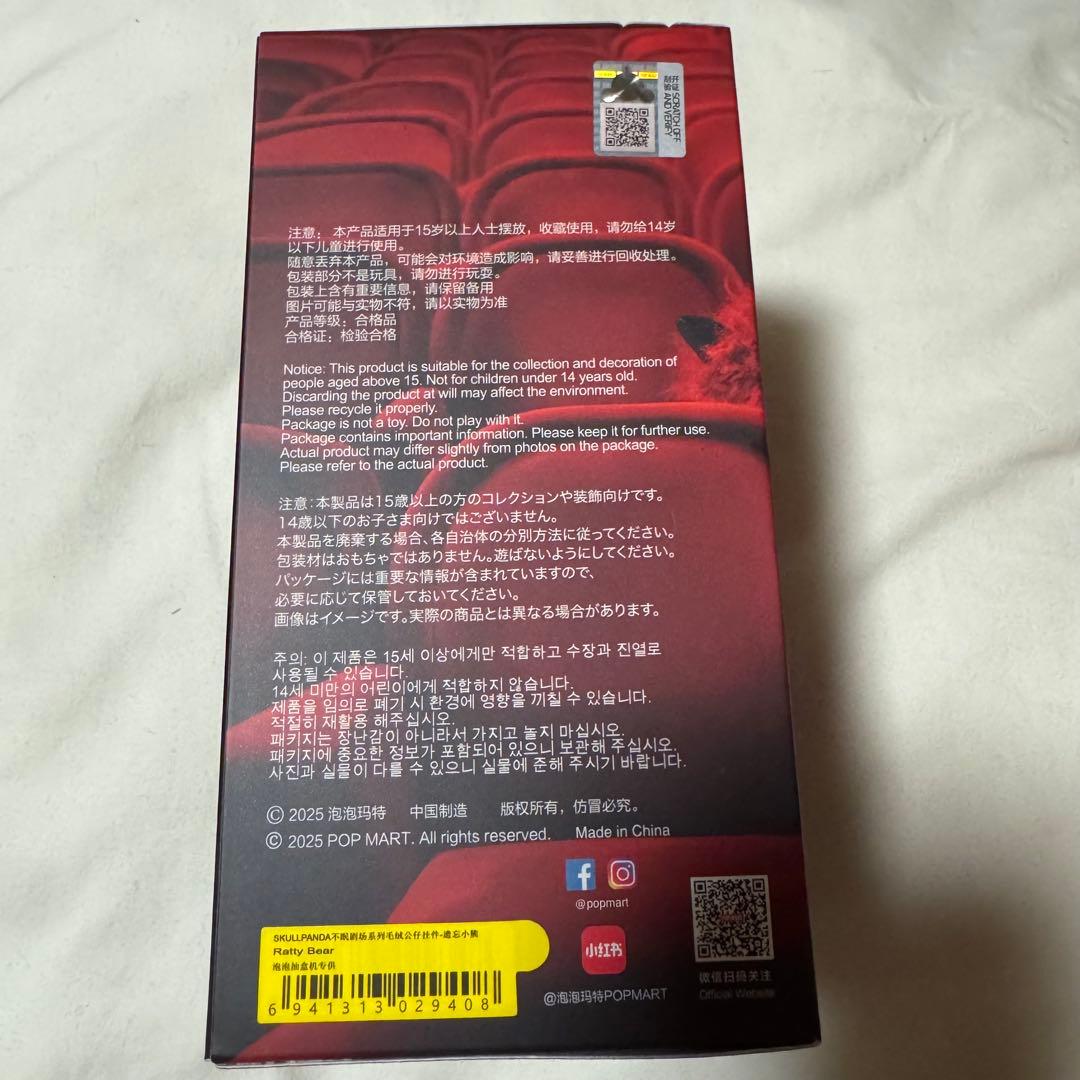 开证 SCRATCH OFF
刮验 AND VERIFY
注意：本产品适用于15岁以上人士摆放，收藏使用，请勿给14岁
以下儿童进行使用。
随意丢弃本产品，可能会对环境造成影响，请妥善进行回收处理。
包装部分不是玩具，请勿进行玩耍。
包装上含有重要信息，请保留备用
图片可能与实物不符，请以实物为准
产品等级：合格品
合格证：检验合格
Notice: This product is suitable for the collection and decoration of
people aged above 15. Not for children under 14 years old.
Discarding the product at will may affect the environment.
Please recycle it properly.
Package is not a toy. Do not play with it.
Package contains important information. Please keep it for further use.
Actual product may differ slightly from photos on the package.
Please refer to the actual product.
注意：本製品は15歳以上の方のコレクションや装飾向けです。
14歳以下のお子さま向けではございません。
本製品を廃棄する場合、各自治体の分別方法に従ってください。
包装材はおもちゃではありません。遊ばないようにしてください。
パッケージには重要な情報が含まれていますので、
必要に応じて保管しておいてください。
画像はイメージです。実際の商品とは異なる場合があります。
주의: 이 제품은 15세 이상에게만 적합하고 수장과 진열로
사용될 수 있습니다.
14세 미만의 어린이에게 적합하지 않습니다.
제품을 임의로 폐기 시 환경에 영향을 끼칠 수 있습니다.
적절히 재활용 해주십시오.
패키지는 장난감이 아니라서 가지고 놀지 마십시오.
패키지에 중요한 정보가 포함되어 있으니 보관해 주십시오.
사진과 실물이 다를 수 있으니 실물에 준해 주시기 바랍니다.
© 2025 泡泡玛特 中国制造 版权所有，仿冒必究。
© 2025 POP MART. All rights reserved. Made in China
@popmart
小红书
@泡泡玛特POPMART
微信扫码关注
Official Website
SKULLPANDA不眠剧场系列毛绒公仔挂件-遗忘小熊
Ratty Bear
泡泡抽盒机专供
6 941313 029408